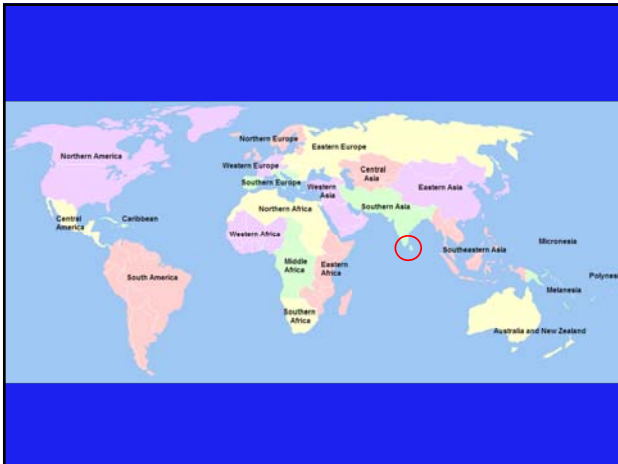 Northern Europe
Eastern Europe
Northern America
Western Europe
Central
Asia
Southern Europe
Western
Asia
Eastern Asia
Southern Asia
Northern Africa
Central
America
Caribbean
Western Africa
Southeastern Asia
Micronesia
Middle
Africa
Eastern
Africa
South America
Polynes
Melanesia
Southern
Africa
Australia and New Zealand